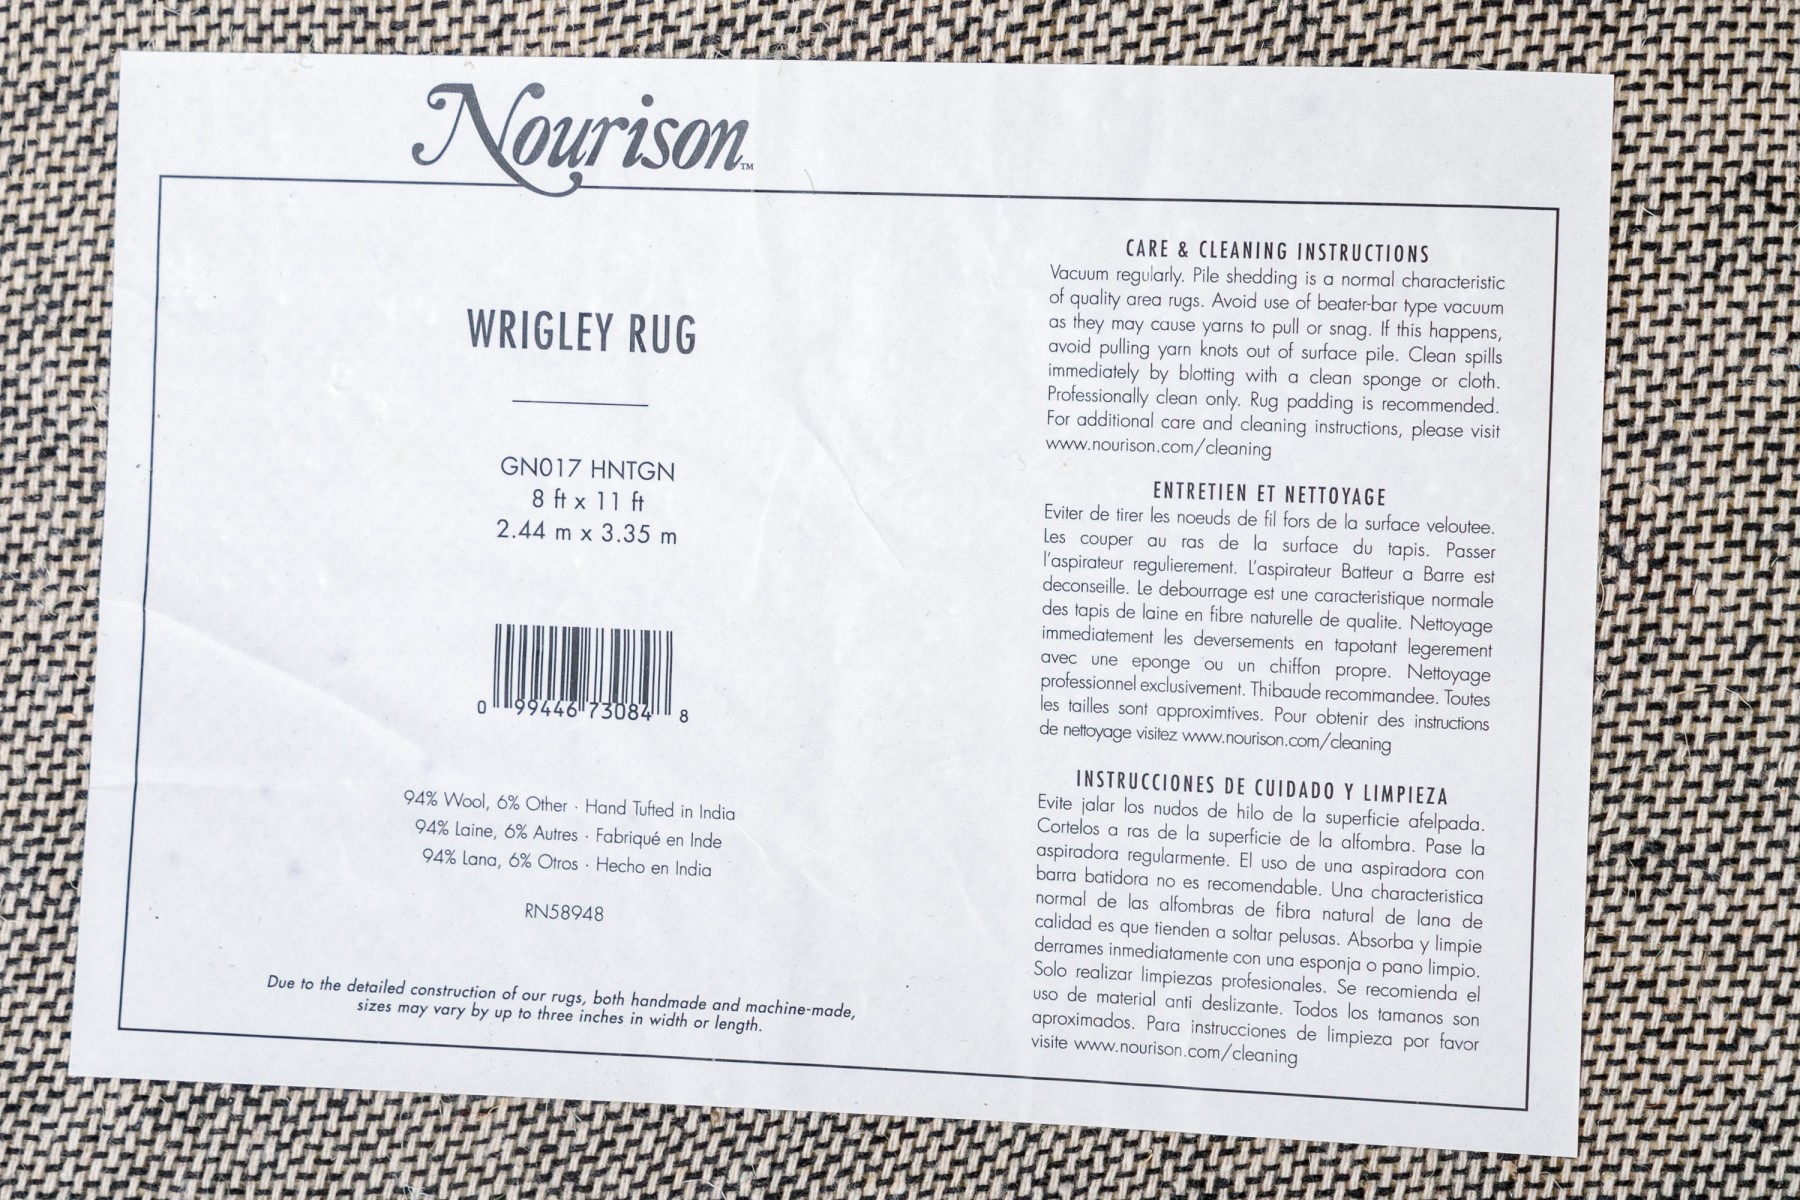 Nourison™
WRIGLEY RUG
GN017 HNTGN
8 ft x 11 ft
2.44 m x 3.35 m
0 99446 73084 8
94% Wool, 6% Other · Hand Tufted in India
94% Laine, 6% Autres · Fabriqué en Inde
94% Lana, 6% Otros · Hecho en India
RN58948
Due to the detailed construction of our rugs, both handmade and machine-made,
sizes may vary by up to three inches in width or length.
CARE & CLEANING INSTRUCTIONS
Vacuum regularly. Pile shedding is a normal characteristic
of quality area rugs. Avoid use of beater-bar type vacuum
as they may cause yarns to pull or snag. If this happens,
avoid pulling yarn knots out of surface pile. Clean spills
immediately by blotting with a clean sponge or cloth.
Professionally clean only. Rug padding is recommended.
For additional care and cleaning instructions, please visit
www.nourison.com/cleaning
ENTRETIEN ET NETTOYAGE
Eviter de tirer les noeuds de fil fors de la surface veloutee.
Les couper au ras de la surface du tapis. Passer
l'aspirateur regulierement. L'aspirateur Batteur a Barre est
deconseille. Le debourrage est une caracteristique normale
des tapis de laine en fibre naturelle de qualite. Nettoyage
immediatement les deversements en tapotant legerement
avec une eponge ou un chiffon propre. Nettoyage
professionnel exclusivement. Thibaude recommandee. Toutes
les tailles sont approximtives. Pour obtenir des instructions
de nettoyage visitez www.nourison.com/cleaning
INSTRUCCIONES DE CUIDADO Y LIMPIEZA
Evite jalar los nudos de hilo de la superficie afelpada.
Cortelos a ras de la superficie de la alfombra. Pase la
aspiradora regularmente. El uso de una aspiradora con
barra batidora no es recomendable. Una characteristica
normal de las alfombras de fibra natural de lana de
calidad es que tienden a soltar pelusas. Absorba y limpie
derrames inmediatamente con una esponja o pano limpio.
Solo realizar limpiezas profesionales. Se recomienda el
uso de material anti deslizante. Todos los tamanos son
aproximados. Para instrucciones de limpieza por favor
visite www.nourison.com/cleaning